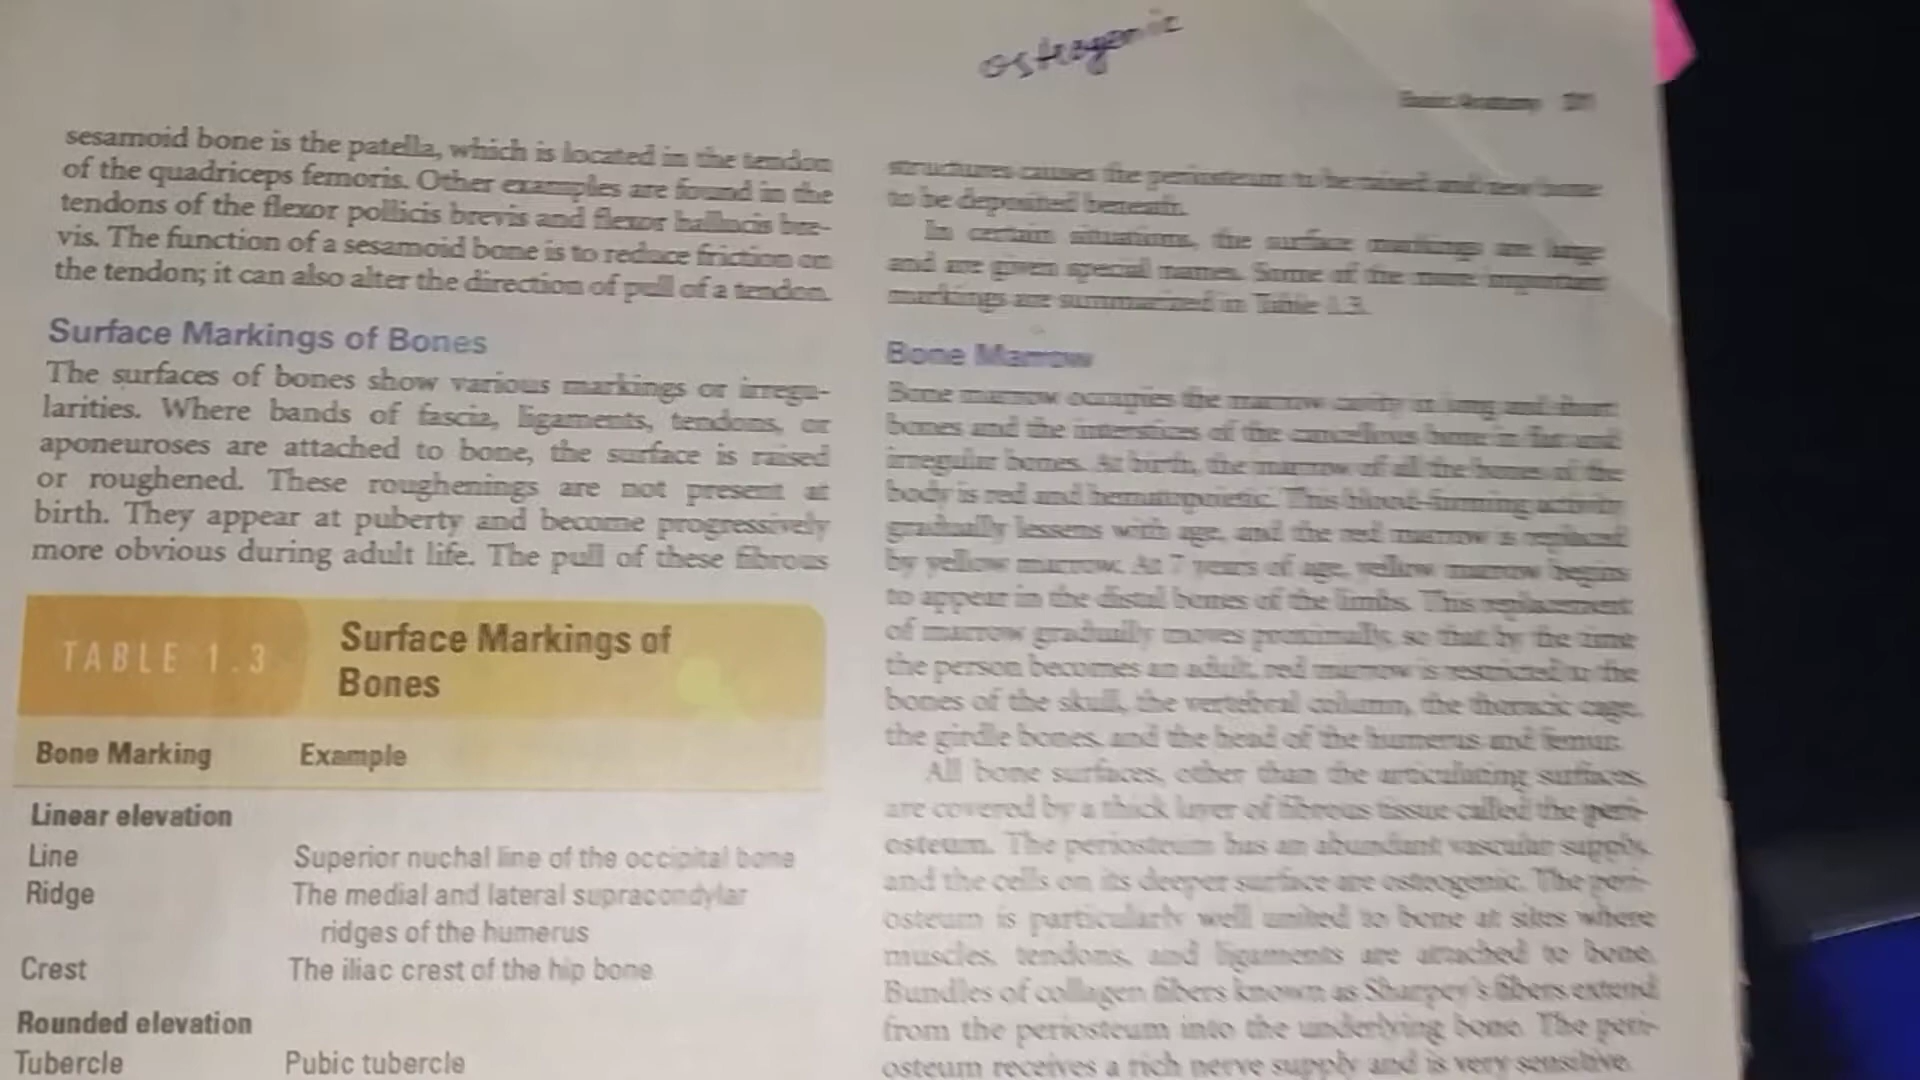 osteogenic
Basic Anatomy
sesamoid bone is the patella, which is located in the tendon
of the quadriceps femoris. Other examples are found in the
tendons of the flexor pollicis brevis and flexor hallucis bre-
vis. The function of a sesamoid bone is to reduce friction on
the tendon; it can also alter the direction of pull of a tendon.
Surface Markings of Bones
The surfaces of bones show various markings or irregu-
larities. Where bands of fascia, ligaments, tendons, or
aponeuroses are attached to bone, the surface is raised
or roughened. These roughenings are not present at
birth. They appear at puberty and become progressively
more obvious during adult life. The pull of these fibrous
TABLE 1.3
Surface Markings of
Bones
Bone Marking Example
Linear elevation
Line Superior nuchal line of the occipital bone
Ridge The medial and lateral supracondylar
ridges of the humerus
Crest The iliac crest of the hip bone
Rounded elevation
Tubercle Pubic tubercle
structures causes the periosteum to be raised and new bone
to be deposited beneath.
In certain situations, the surface markings are large
and are given special names. Some of the more important
markings are summarized in Table 1.3.
Bone Marrow
Bone marrow occupies the marrow cavity in long and short
bones and the interstices of the cancellous bone in flat and
irregular bones. At birth, the marrow of all the bones of the
body is red and hematopoietic. This blood-forming activity
gradually lessens with age, and the red marrow is replaced
by yellow marrow. At 7 years of age, yellow marrow begins
to appear in the distal bones of the limbs. This replacement
of marrow gradually moves proximally, so that by the time
the person becomes an adult, red marrow is restricted to the
bones of the skull, the vertebral column, the thoracic cage,
the girdle bones, and the head of the humerus and femur.
All bone surfaces, other than the articulating surfaces,
are covered by a thick layer of fibrous tissue called the peri-
osteum. The periosteum has an abundant vascular supply,
and the cells on its deeper surface are osteogenic. The peri-
osteum is particularly well united to bone at sites where
muscles, tendons, and ligaments are attached to bone.
Bundles of collagen fibers known as Sharpey's fibers extend
from the periosteum into the underlying bone. The peri-
osteum receives a rich nerve supply and is very sensitive.